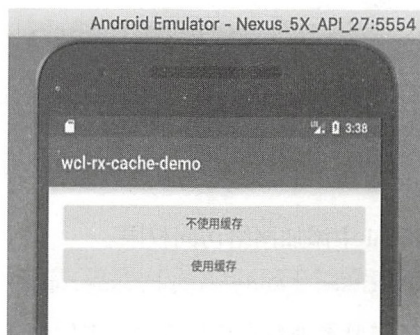 Android Emulator - Nexus_5X_API_27:5554
3:38
wcl-rx-cache-demo
不使用缓存
使用缓存